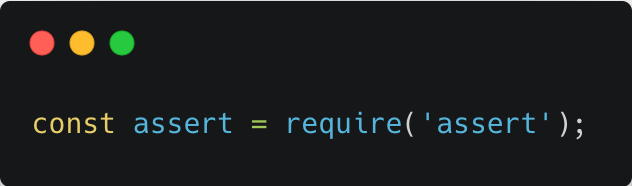 const assert = require('assert');